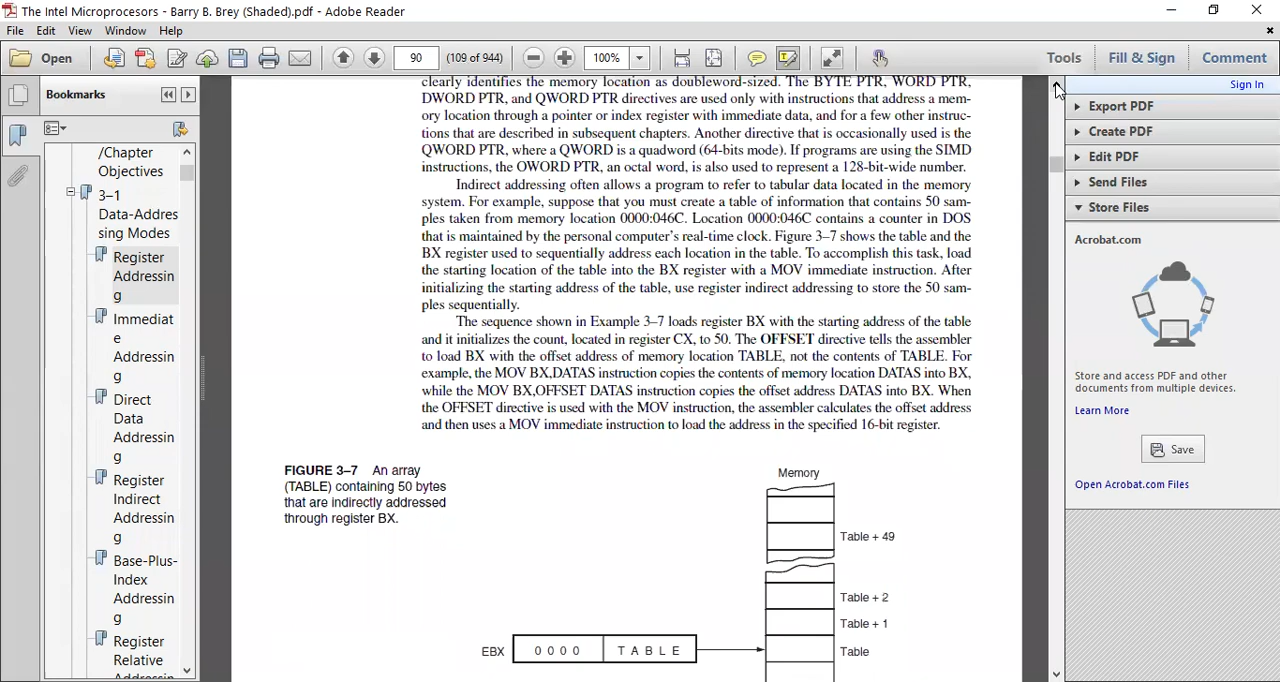 The Intel Microprocesors - Barry B. Brey (Shaded).pdf - Adobe Reader
File Edit View Window Help
Open 90 (109 of 944) 100% Tools Fill & Sign Comment
Bookmarks
/Chapter
Objectives
3–1
Data-Addres
sing Modes
Register
Addressin
g
Immediat
e
Addressin
g
Direct
Data
Addressin
g
Register
Indirect
Addressin
g
Base-Plus-
Index
Addressin
g
Register
Relative
Addressin
clearly identifies the memory location as doubleword-sized. The BYTE PTR, WORD PTR,
DWORD PTR, and QWORD PTR directives are used only with instructions that address a mem-
ory location through a pointer or index register with immediate data, and for a few other instruc-
tions that are described in subsequent chapters. Another directive that is occasionally used is the
QWORD PTR, where a QWORD is a quadword (64-bits mode). If programs are using the SIMD
instructions, the OWORD PTR, an octal word, is also used to represent a 128-bit-wide number.
Indirect addressing often allows a program to refer to tabular data located in the memory
system. For example, suppose that you must create a table of information that contains 50 sam-
ples taken from memory location 0000:046C. Location 0000:046C contains a counter in DOS
that is maintained by the personal computer's real-time clock. Figure 3–7 shows the table and the
BX register used to sequentially address each location in the table. To accomplish this task, load
the starting location of the table into the BX register with a MOV immediate instruction. After
initializing the starting address of the table, use register indirect addressing to store the 50 sam-
ples sequentially.
The sequence shown in Example 3–7 loads register BX with the starting address of the table
and it initializes the count, located in register CX, to 50. The OFFSET directive tells the assembler
to load BX with the offset address of memory location TABLE, not the contents of TABLE. For
example, the MOV BX,DATAS instruction copies the contents of memory location DATAS into BX,
while the MOV BX,OFFSET DATAS instruction copies the offset address DATAS into BX. When
the OFFSET directive is used with the MOV instruction, the assembler calculates the offset address
and then uses a MOV immediate instruction to load the address in the specified 16-bit register.
FIGURE 3–7 An array
(TABLE) containing 50 bytes
that are indirectly addressed
through register BX.
Memory
Table + 49
Table + 2
Table + 1
EBX 0 0 0 0 T A B L E Table
Sign In
Export PDF
Create PDF
Edit PDF
Send Files
Store Files
Acrobat.com
Store and access PDF and other
documents from multiple devices.
Learn More
Save
Open Acrobat.com Files